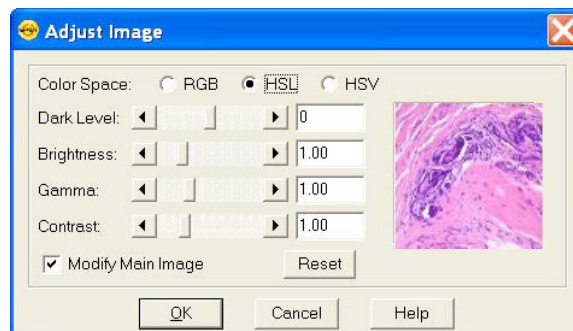 Adjust Image
Color Space: RGB HSL HSV
Dark Level: 0
Brightness: 1.00
Gamma: 1.00
Contrast: 1.00
Modify Main Image Reset
OK Cancel Help